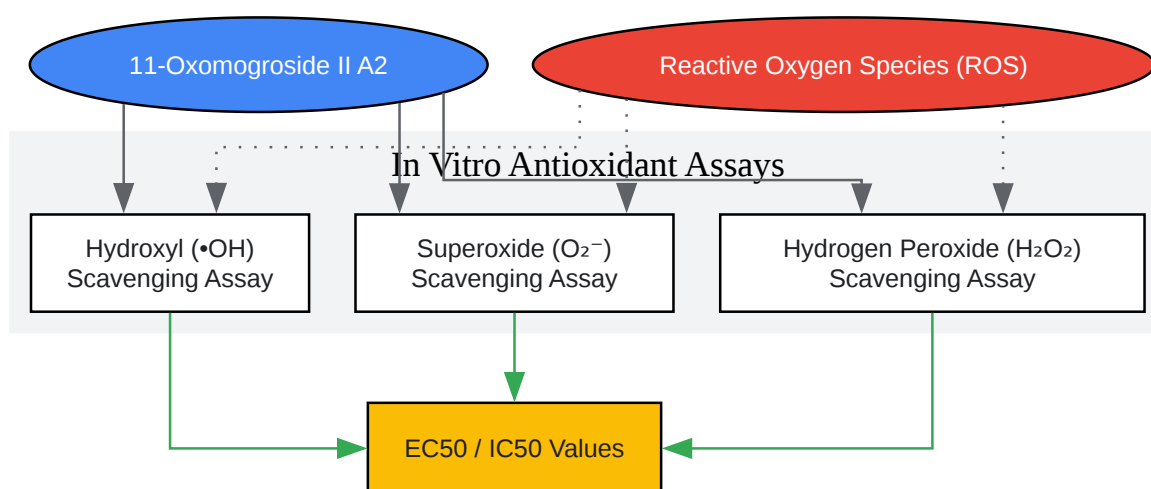 11-Oxomogroside II A2
Reactive Oxygen Species (ROS)
In Vitro Antioxidant Assays
Hydroxyl (•OH)
Scavenging Assay
Superoxide (O₂⁻)
Scavenging Assay
Hydrogen Peroxide (H₂O₂)
Scavenging Assay
EC50 / IC50 Values